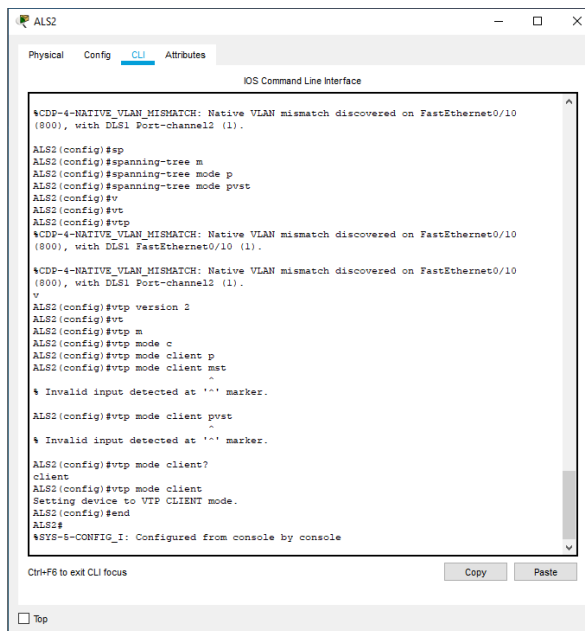 ALS2
Physical Config CLI Attributes
IOS Command Line Interface
%CDP-4-NATIVE_VLAN_MISMATCH: Native VLAN mismatch discovered on FastEthernet0/10
(800), with DLS1 Port-channel2 (1).
ALS2(config)#sp
ALS2(config)#spanning-tree m
ALS2(config)#spanning-tree mode p
ALS2(config)#spanning-tree mode pvst
ALS2(config)#v
ALS2(config)#vt
ALS2(config)#vtp
%CDP-4-NATIVE_VLAN_MISMATCH: Native VLAN mismatch discovered on FastEthernet0/10
(800), with DLS1 FastEthernet0/10 (1).
%CDP-4-NATIVE_VLAN_MISMATCH: Native VLAN mismatch discovered on FastEthernet0/10
(800), with DLS1 Port-channel2 (1).
v
ALS2(config)#vtp version 2
ALS2(config)#vt
ALS2(config)#vtp m
ALS2(config)#vtp mode c
ALS2(config)#vtp mode client p
ALS2(config)#vtp mode client mst
^
% Invalid input detected at '^' marker.
ALS2(config)#vtp mode client pvst
^
% Invalid input detected at '^' marker.
ALS2(config)#vtp mode client?
client
ALS2(config)#vtp mode client
Setting device to VTP CLIENT mode.
ALS2(config)#end
ALS2#
%SYS-5-CONFIG_I: Configured from console by console
Ctrl+F6 to exit CLI focus
Copy Paste
Top